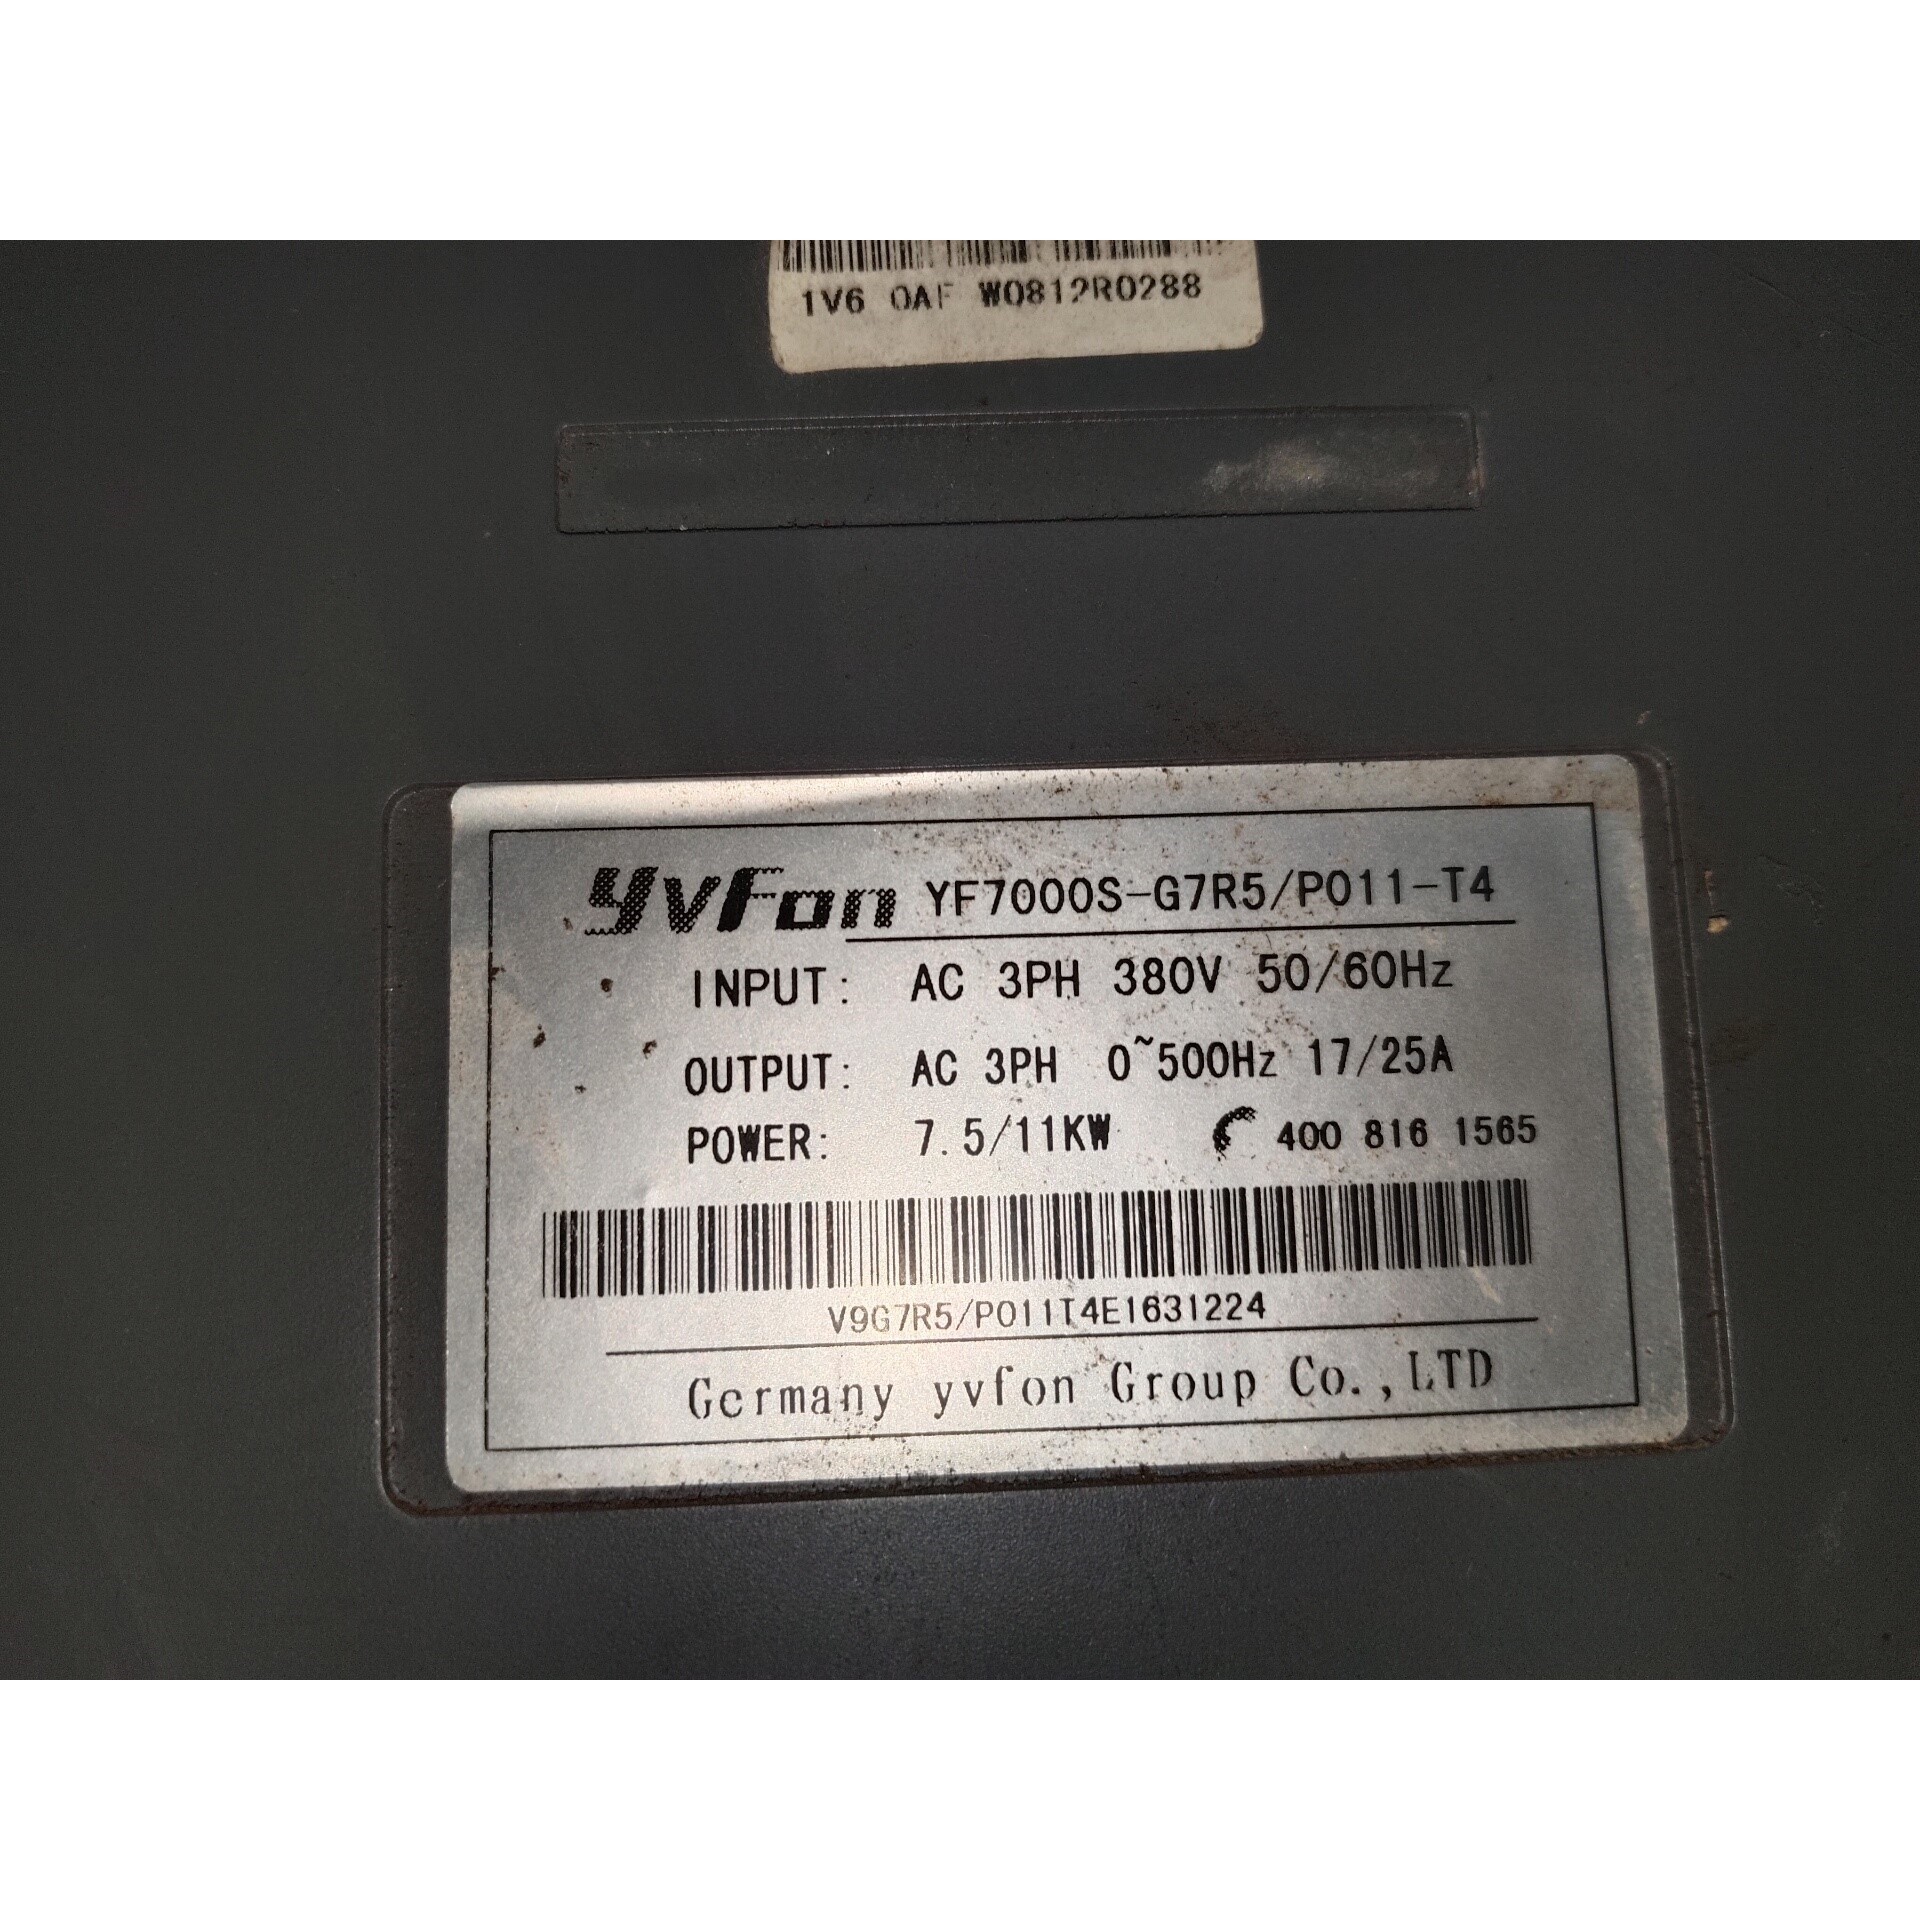 1V6 0AF W0812R0288
yvFon YF7000S-G7R5/P011-T4
INPUT: AC 3PH 380V 50/60Hz
OUTPUT: AC 3PH 0~500Hz 17/25A
POWER: 7.5/11KW 400 816 1565
V9G7R5/P011T4E1631224
Germany yvfon Group Co.,LTD